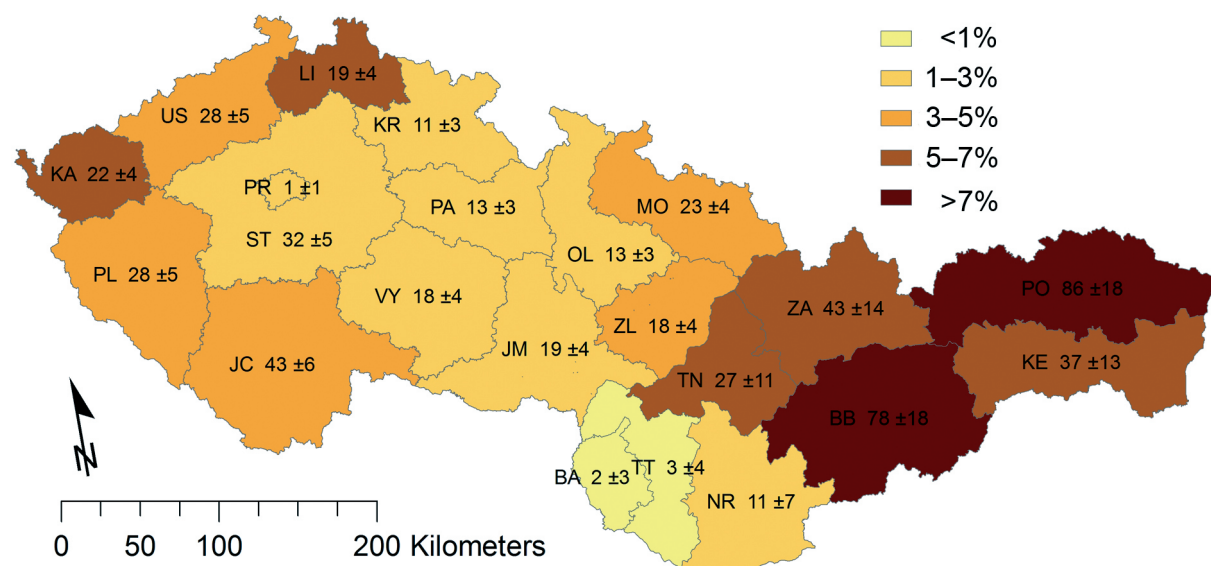 <1%
1–3%
3–5%
5–7%
>7%
LI 19 ±4
US 28 ±5
KR 11 ±3
KA 22 ±4
PR 1 ±1
PA 13 ±3
MO 23 ±4
ST 32 ±5
OL 13 ±3
PL 28 ±5
VY 18 ±4
ZL 18 ±4
ZA 43 ±14
PO 86 ±18
JC 43 ±6
JM 19 ±4
TN 27 ±11
KE 37 ±13
BB 78 ±18
BA 2 ±3
TT 3 ±4
NR 11 ±7
N
0 50 100 200 Kilometers